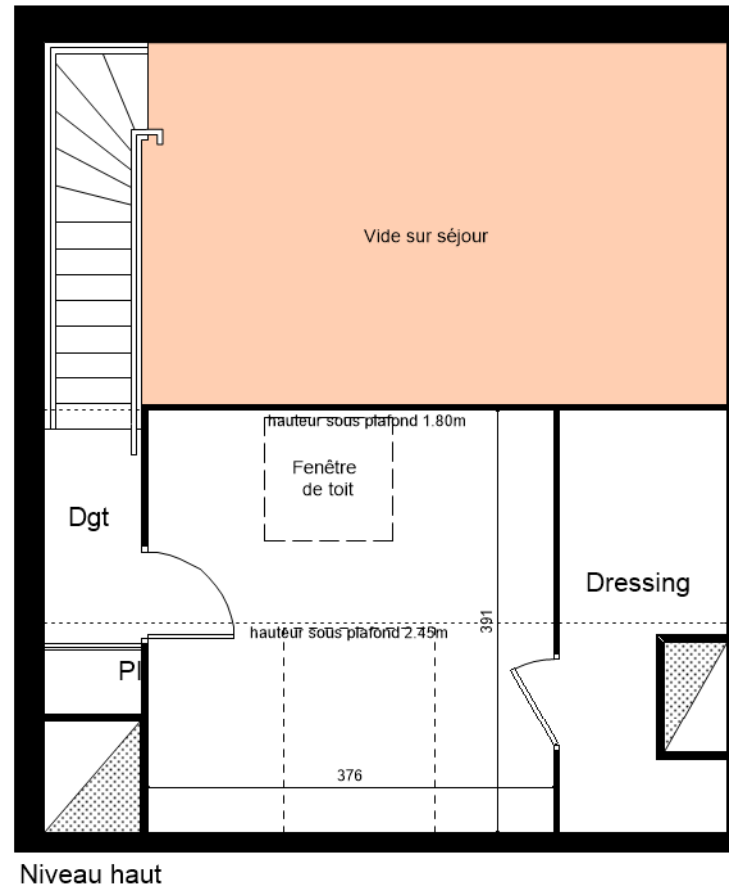 Vide sur séjour
hauteur sous plafond 1.80m
Fenêtre
de toit
Dgt
Dressing
hauteur sous plafond 2.45m
391
Pl
376
Niveau haut